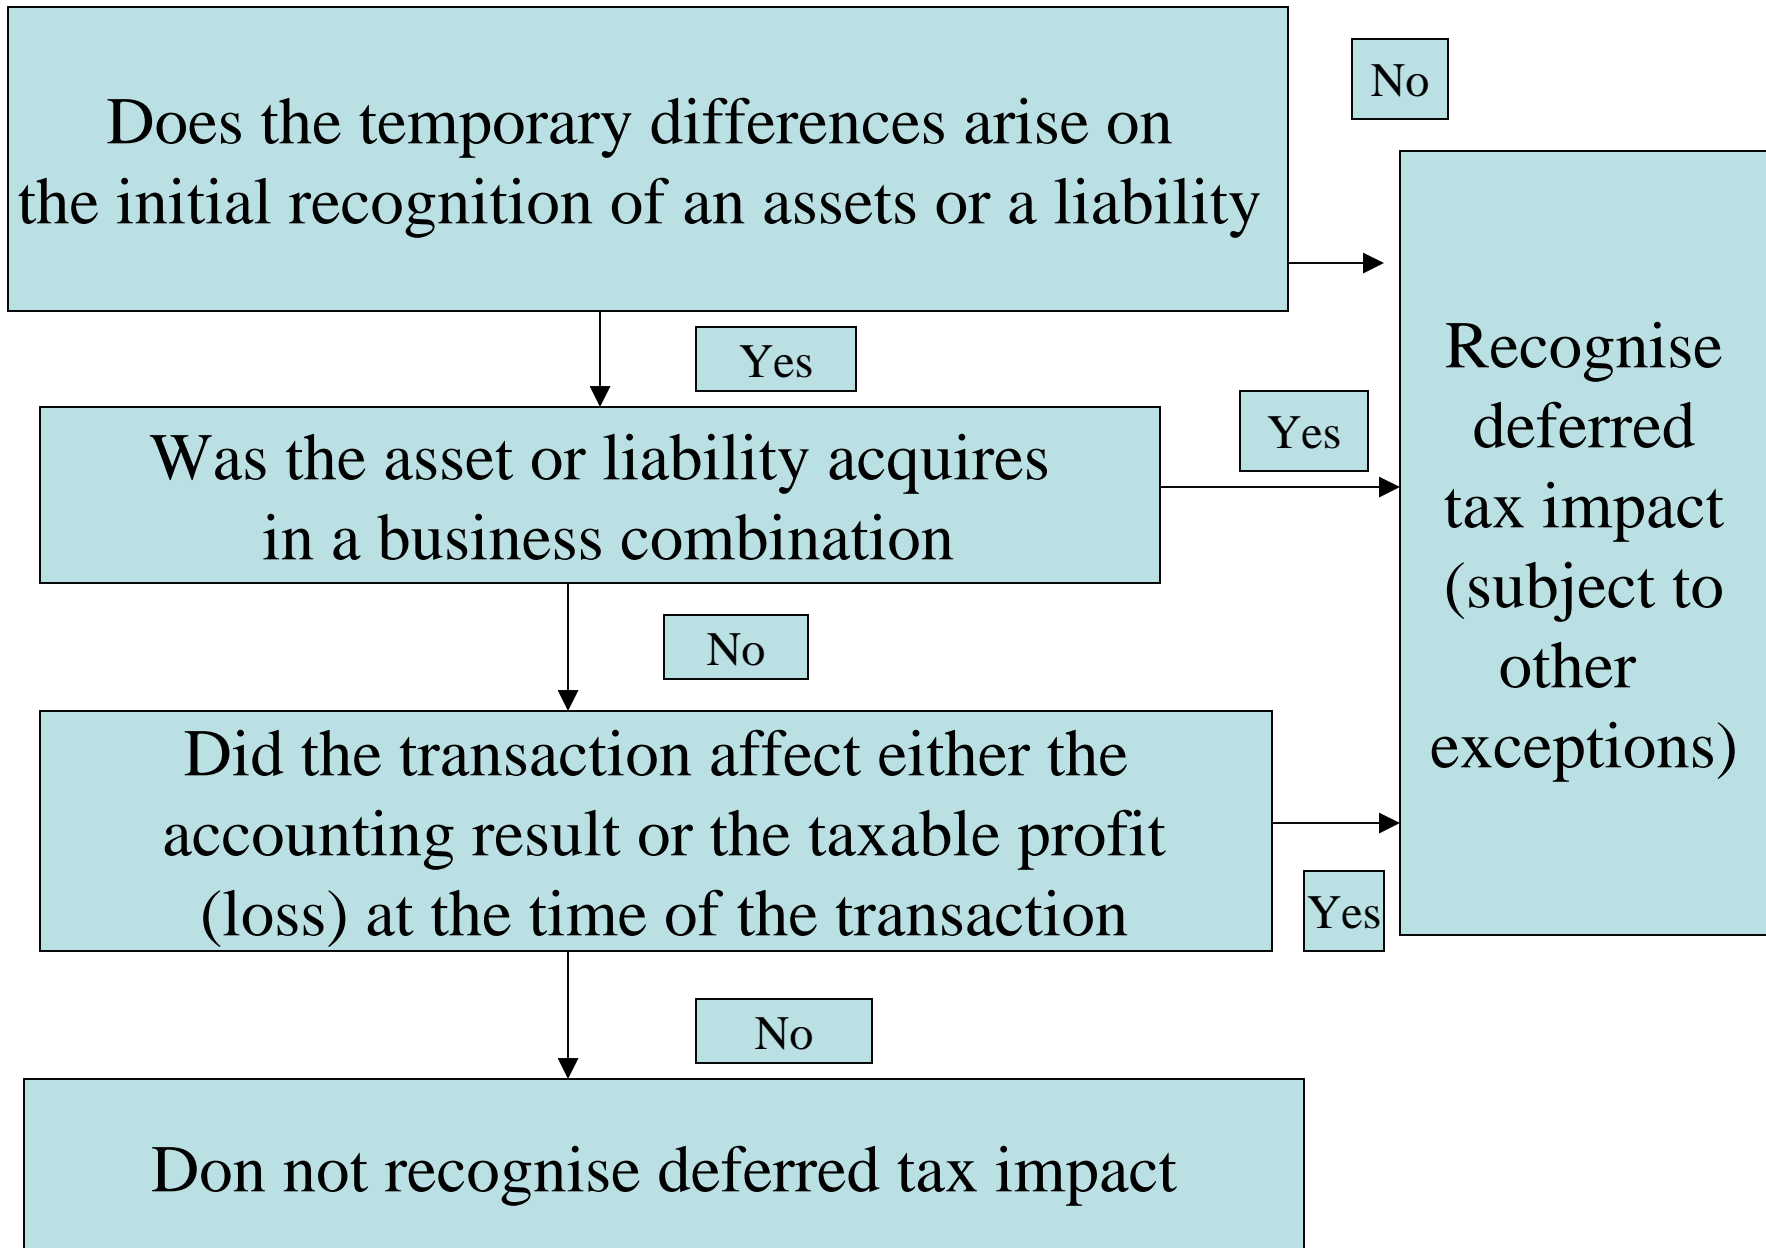 Does the temporary differences arise on
the initial recognition of an assets or a liability
No
Yes
Was the asset or liability acquires
in a business combination
Yes
Recognise
deferred
tax impact
(subject to
other
exceptions)
No
Did the transaction affect either the
accounting result or the taxable profit
(loss) at the time of the transaction
Yes
No
Don not recognise deferred tax impact